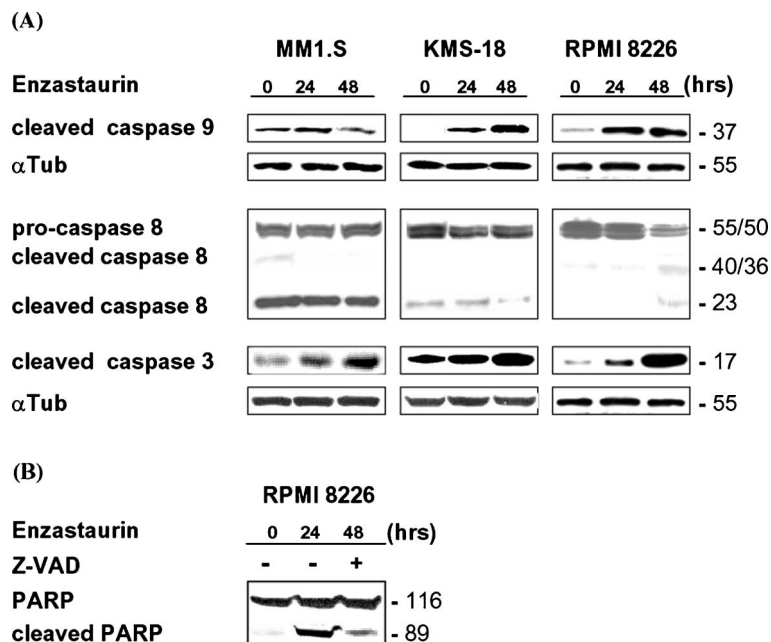 (A)
MM1.S KMS-18 RPMI 8226
Enzastaurin 0 24 48 0 24 48 0 24 48 (hrs)
cleaved caspase 9 - 37
αTub - 55
pro-caspase 8 - 55/50
cleaved caspase 8 - 40/36
cleaved caspase 8 - 23
cleaved caspase 3 - 17
αTub - 55
(B)
RPMI 8226
Enzastaurin 0 24 48 (hrs)
Z-VAD - - +
PARP - 116
cleaved PARP - 89